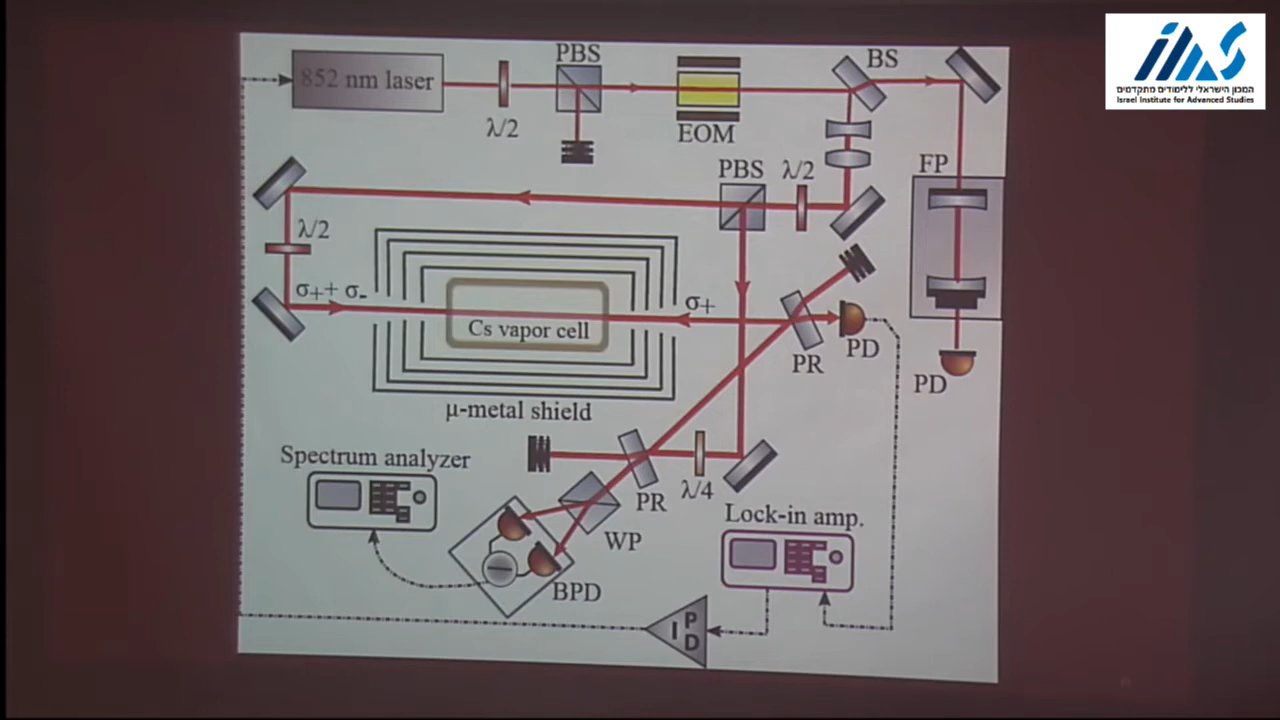 852 nm laser
λ/2
PBS
EOM
BS
FP
PD
PBS
λ/2
λ/2
σ₊+ σ₋
σ₊
Cs vapor cell
μ-metal shield
PR
PD
Spectrum analyzer
PR
λ/4
WP
BPD
Lock-in amp.
P
I
D
ias
המכון הישראלי ללימודים מתקדמים
Israel Institute for Advanced Studies